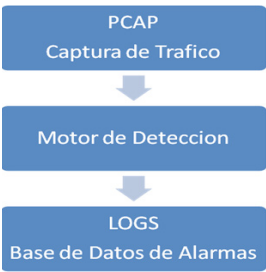 PCAP
Captura de Trafico
Motor de Deteccion
LOGS
Base de Datos de Alarmas